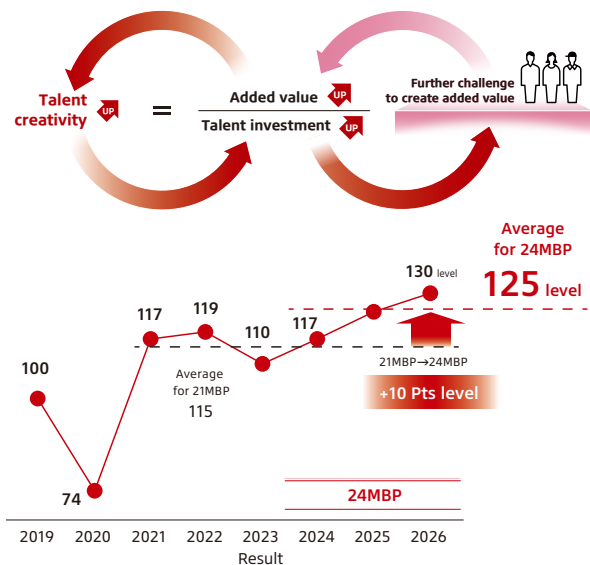 Talent
creativity
UP
=
Added value UP
Talent investment UP
Further challenge
to create added value
Average
for 24MBP
125 level
130 level
117
119
110
117
100
74
Average
for 21MBP
115
21MBP→24MBP
+10 Pts level
24MBP
2019 2020 2021 2022 2023 2024 2025 2026
Result